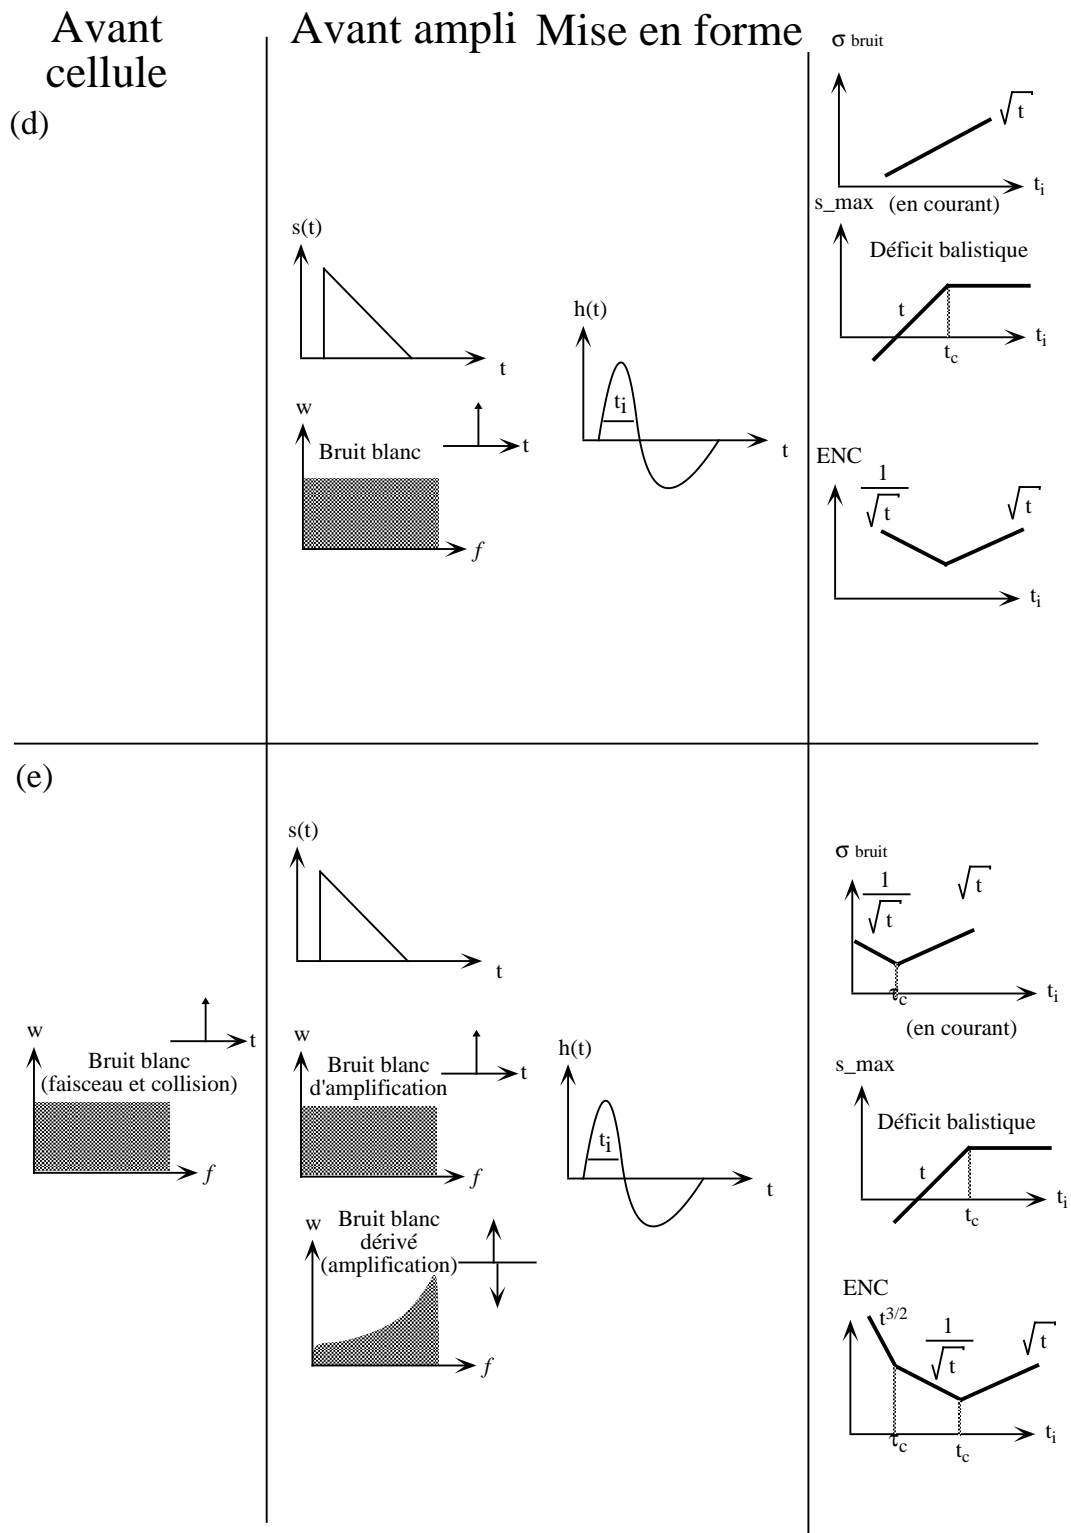 Avant
cellule
Avant ampli
Mise en forme
(d)
σ bruit
√t
t_i
(en courant)
s_max
Déficit balistique
t
t_c
t_i
s(t)
t
w
Bruit blanc
t
f
h(t)
t_i
t
ENC
1
√t
√t
t_i
(e)
s(t)
t
σ bruit
1
√t
√t
τ_c
t_i
(en courant)
w
Bruit blanc
(faisceau et collision)
t
f
w
Bruit blanc
d'amplification
t
f
h(t)
t_i
t
s_max
Déficit balistique
t
t_c
t_i
w
Bruit blanc
dérivé
(amplification)
f
ENC
t^3/2
1
√t
√t
τ_c
t_c
t_i